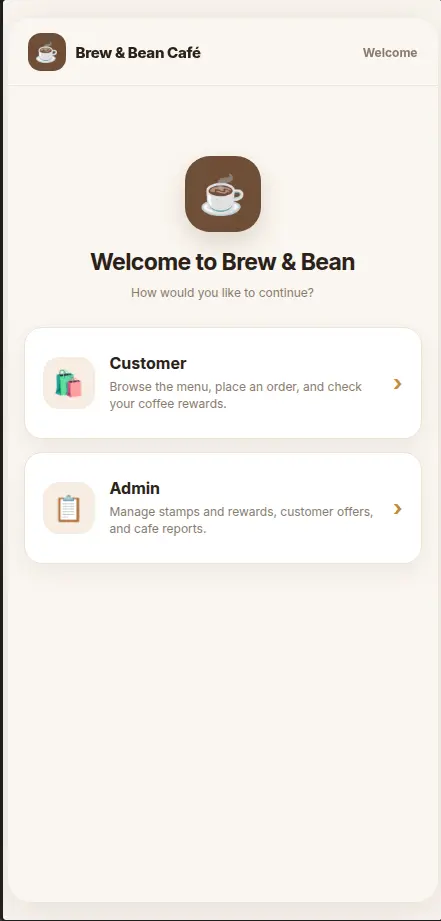 Brew & Bean Café
Welcome
Welcome to Brew & Bean
How would you like to continue?
Customer
Browse the menu, place an order, and check
your coffee rewards.
Admin
Manage stamps and rewards, customer offers,
and cafe reports.